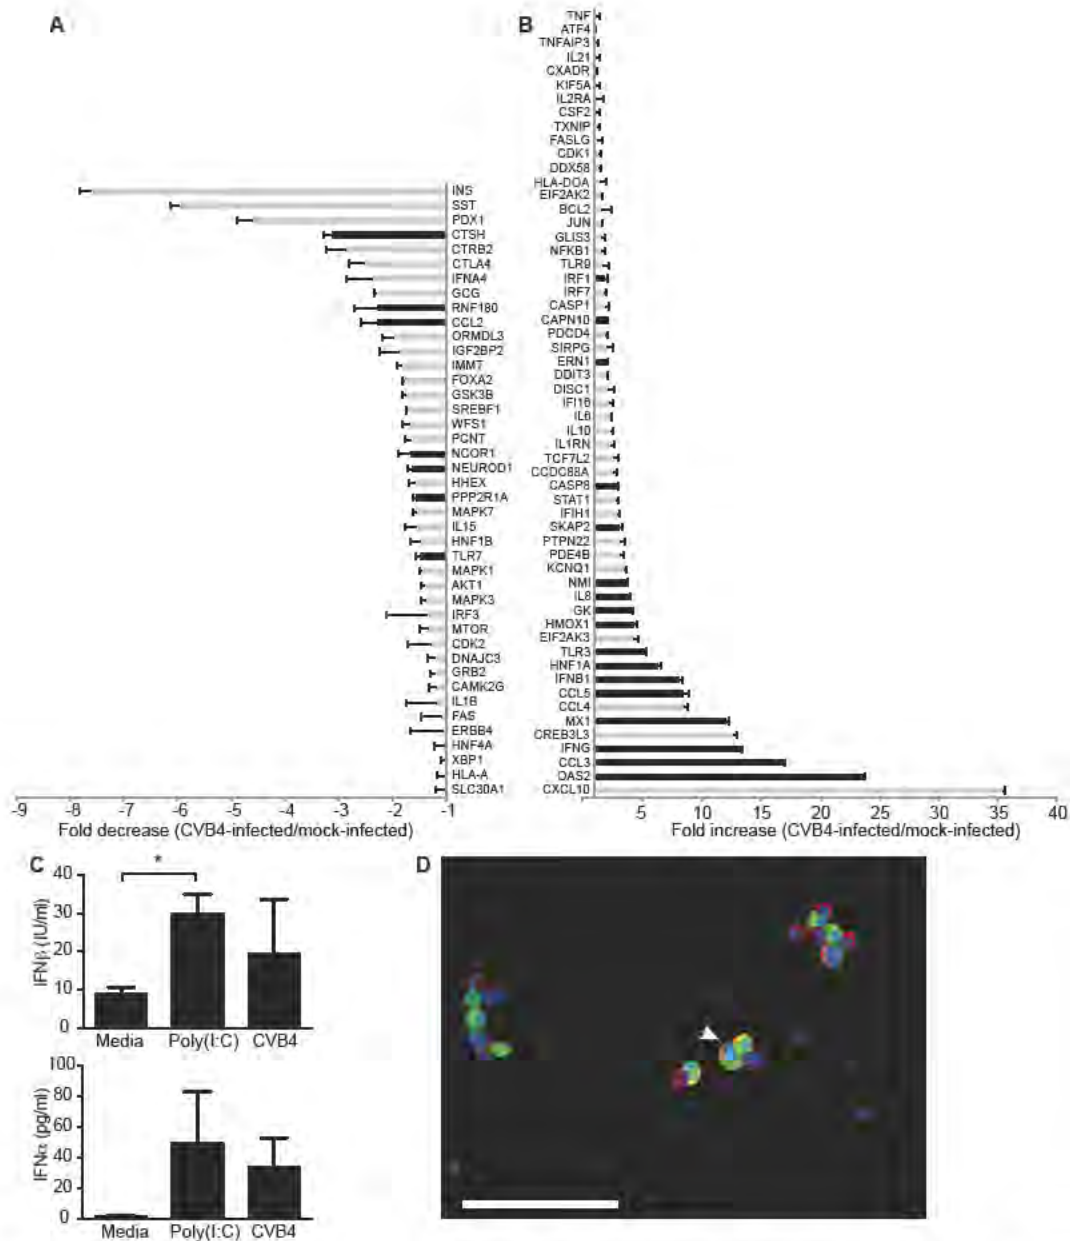 A
INS
SST
PDX1
CTSH
CTRB2
CTLA4
IFNA4
GCG
RNF180
CCL2
ORMDL3
IGF2BP2
IMMT
FOXA2
GSK3B
SREBF1
WFS1
PCNT
NCOR1
NEUROD1
HHEX
PPP2R1A
MAPK7
IL15
HNF1B
TLR7
MAPK1
AKT1
MAPK3
IRF3
MTOR
CDK2
DNAJC3
GRB2
CAMK2G
IL1B
FAS
ERBB4
HNF4A
XBP1
HLA-A
SLC30A1
-9 -8 -7 -6 -5 -4 -3 -2 -1
Fold decrease (CVB4-infected/mock-infected)
B
TNF
ATF4
TNFAIP3
IL21
CXADR
KIF5A
IL2RA
CSF2
TXNIP
FASLG
CDK1
DDX58
HLA-DOA
EIF2AK2
BCL2
JUN
GLIS3
NFKB1
TLR9
IRF1
IRF7
CASP1
CAPN10
PDCD4
SIRPG
ERN1
DDIT3
DISC1
IFI16
IL6
IL10
IL1RN
TCF7L2
CCDC88A
CASP8
STAT1
IFIH1
SKAP2
PTPN22
PDE4B
KCNQ1
NMI
IL8
GK
HMOX1
EIF2AK3
TLR3
HNF1A
IFNB1
CCL5
CCL4
MX1
CREB3L3
IFNG
CCL3
OAS2
CXCL10
5 10 15 20 25 30 35 40
Fold increase (CVB4-infected/mock-infected)
C
*
40
30
20
10
0
IFNβ (IU/ml)
Media Poly(I:C) CVB4
100
80
60
40
20
0
IFNα (pg/ml)
Media Poly(I:C) CVB4
D